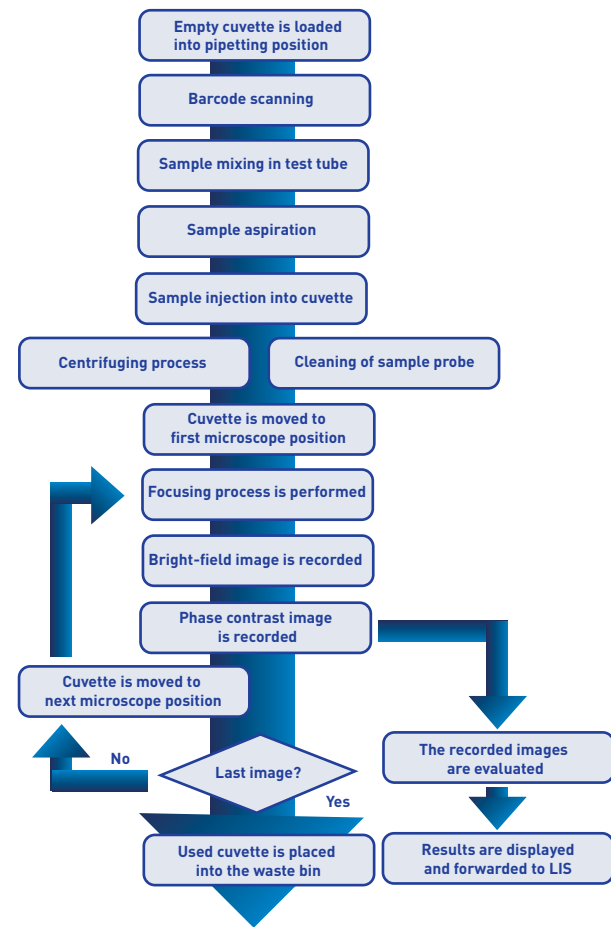 Empty cuvette is loaded
into pipetting position
Barcode scanning
Sample mixing in test tube
Sample aspiration
Sample injection into cuvette
Centrifuging process
Cleaning of sample probe
Cuvette is moved to
first microscope position
Focusing process is performed
Bright-field image is recorded
Phase contrast image
is recorded
Cuvette is moved to
next microscope position
No
Last image?
Yes
The recorded images
are evaluated
Used cuvette is placed
into the waste bin
Results are displayed
and forwarded to LIS